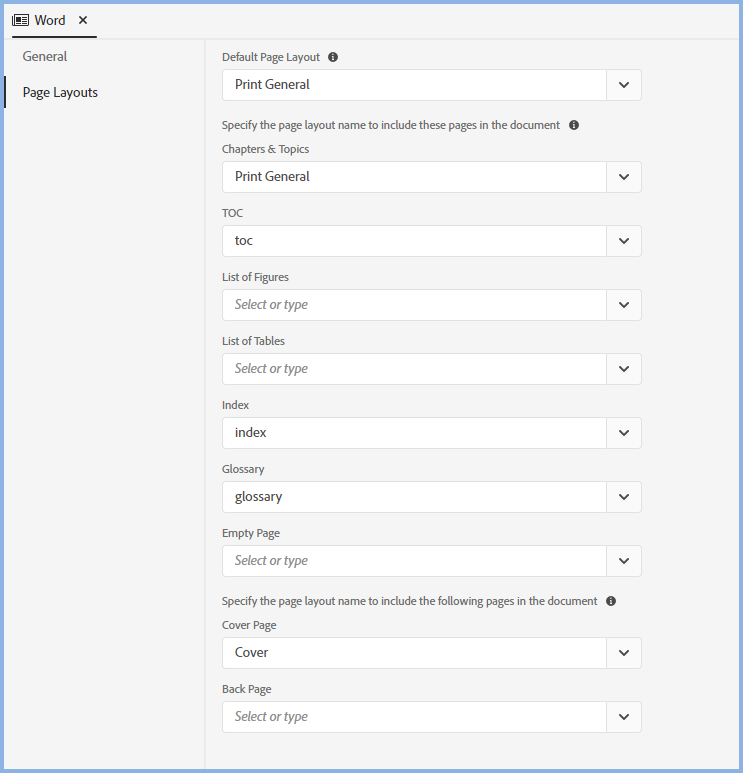 Word
General
Page Layouts
Default Page Layout
Print General
Specify the page layout name to include these pages in the document
Chapters & Topics
Print General
TOC
toc
List of Figures
Select or type
List of Tables
Select or type
Index
index
Glossary
glossary
Empty Page
Select or type
Specify the page layout name to include the following pages in the document
Cover Page
Cover
Back Page
Select or type